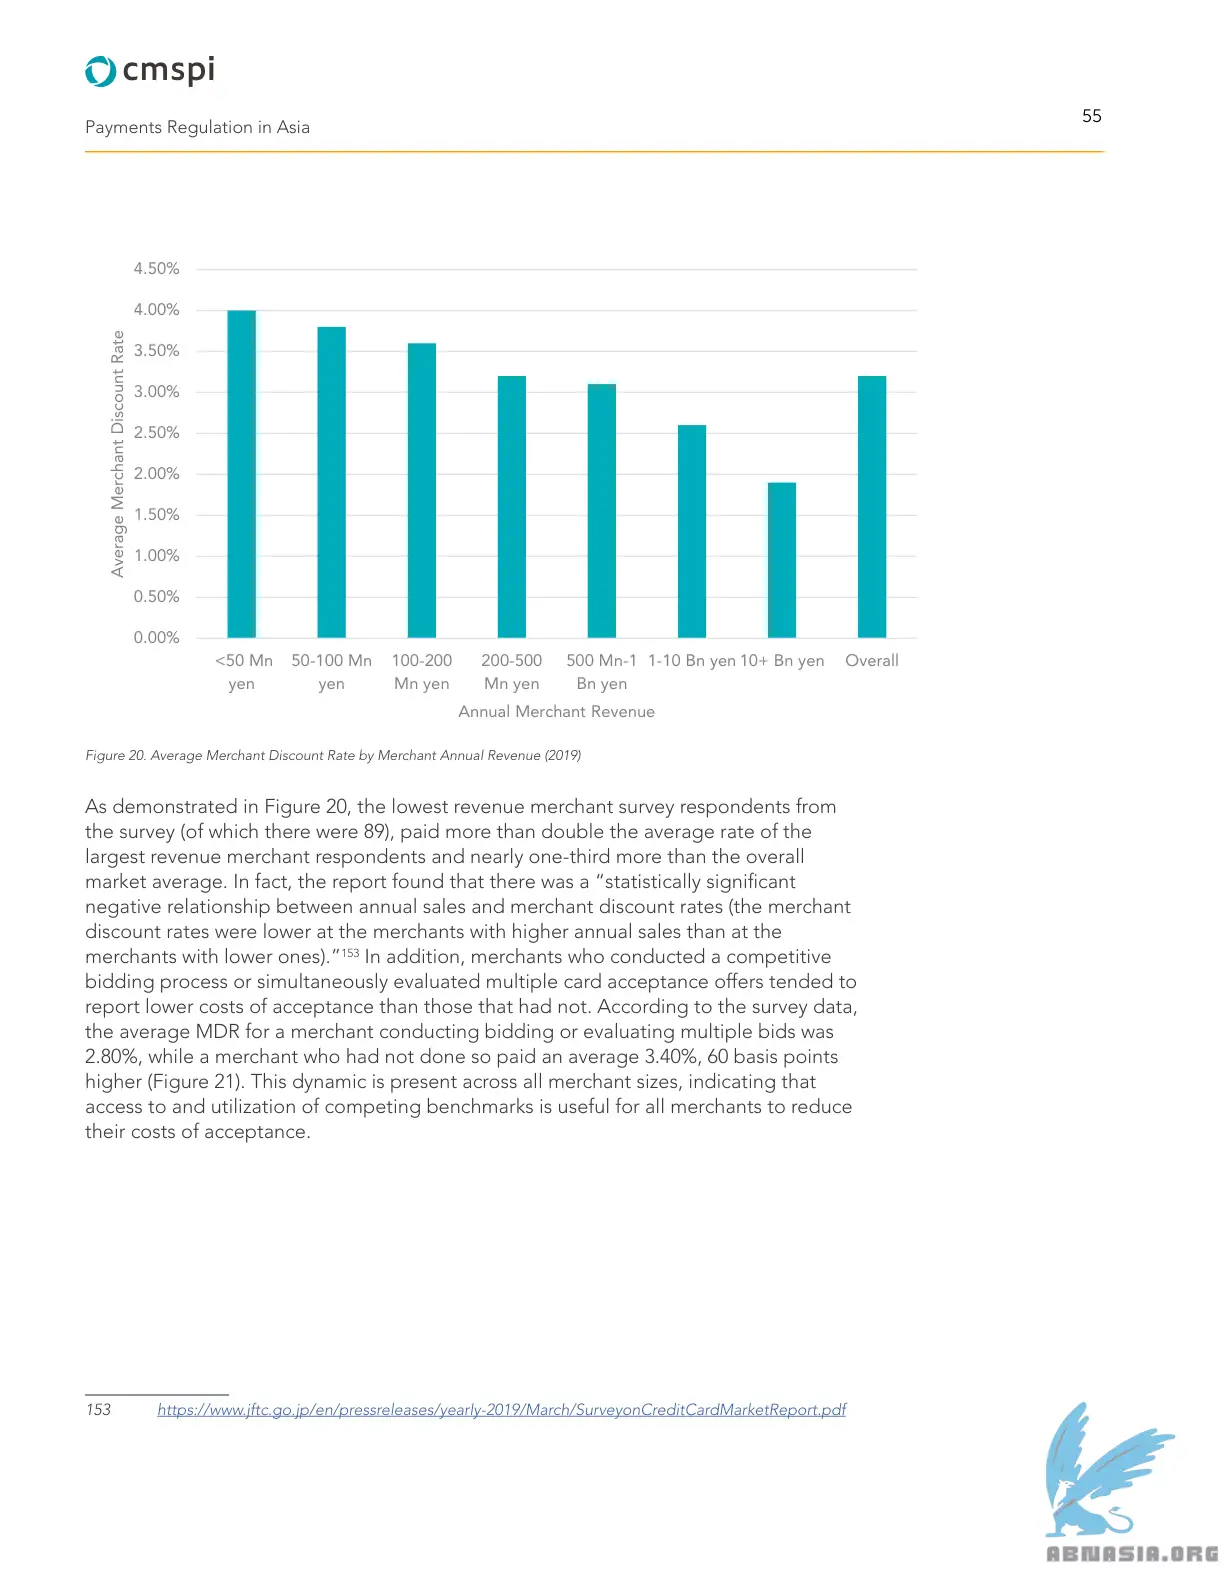 cmspi
Payments Regulation in Asia
55
4.50%
4.00%
3.50%
3.00%
2.50%
2.00%
1.50%
1.00%
0.50%
0.00%
Average Merchant Discount Rate
<50 Mn yen
50-100 Mn yen
100-200 Mn yen
200-500 Mn yen
500 Mn-1 Bn yen
1-10 Bn yen
10+ Bn yen
Overall
Annual Merchant Revenue
Figure 20. Average Merchant Discount Rate by Merchant Annual Revenue (2019)
As demonstrated in Figure 20, the lowest revenue merchant survey respondents from
the survey (of which there were 89), paid more than double the average rate of the
largest revenue merchant respondents and nearly one-third more than the overall
market average. In fact, the report found that there was a “statistically significant
negative relationship between annual sales and merchant discount rates (the merchant
discount rates were lower at the merchants with higher annual sales than at the
merchants with lower ones).”153 In addition, merchants who conducted a competitive
bidding process or simultaneously evaluated multiple card acceptance offers tended to
report lower costs of acceptance than those that had not. According to the survey data,
the average MDR for a merchant conducting bidding or evaluating multiple bids was
2.80%, while a merchant who had not done so paid an average 3.40%, 60 basis points
higher (Figure 21). This dynamic is present across all merchant sizes, indicating that
access to and utilization of competing benchmarks is useful for all merchants to reduce
their costs of acceptance.
153 https://www.jftc.go.jp/en/pressreleases/yearly-2019/March/SurveyonCreditCardMarketReport.pdf
ABNASIA.ORG